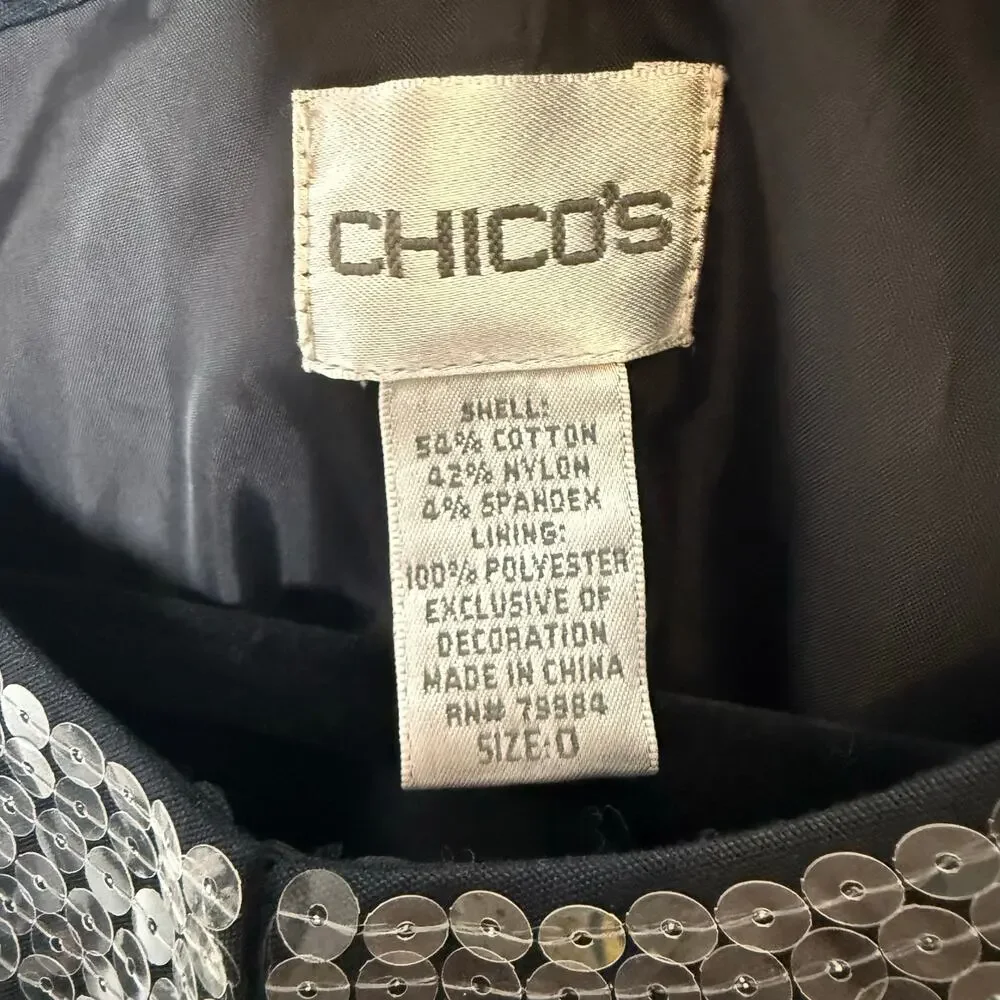 CHICO'S
SHELL:
54% COTTON
42% NYLON
4% SPANDEX
LINING:
100% POLYESTER
EXCLUSIVE OF
DECORATION
MADE IN CHINA
RN# 79984
SIZE: 0